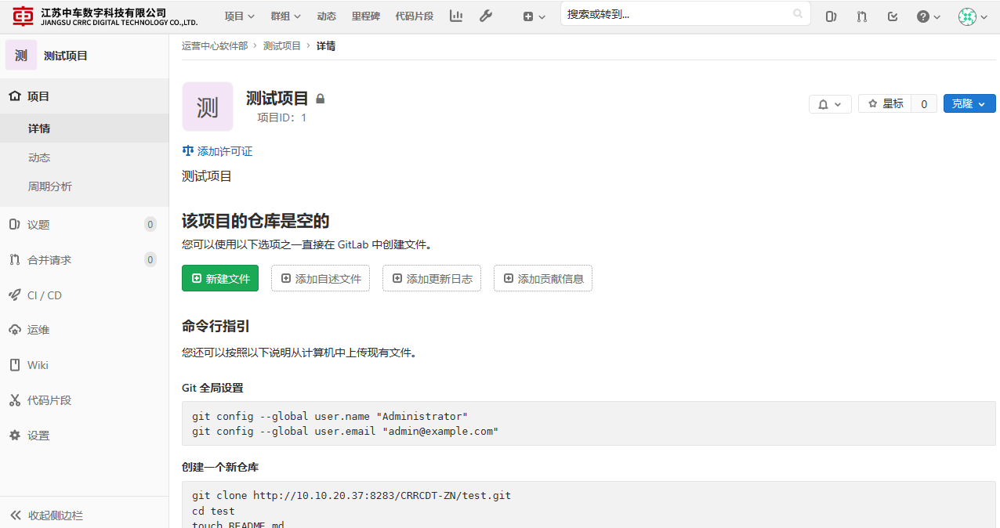 江苏中车数字科技有限公司
JIANGSU CRRC DIGITAL TECHNOLOGY CO.,LTD.
项目 群组 动态 里程碑 代码片段
搜索或转到...
测 测试项目
运营中心软件部 › 测试项目 › 详情
项目
详情
动态
周期分析
议题 0
合并请求 0
CI / CD
运维
Wiki
代码片段
设置
收起侧边栏
测
测试项目
项目ID: 1
星标 0
克隆
添加许可证
测试项目
该项目的仓库是空的
您可以使用以下选项之一直接在 GitLab 中创建文件。
新建文件 添加自述文件 添加更新日志 添加贡献信息
命令行指引
您还可以按照以下说明从计算机中上传现有文件。
Git 全局设置
git config --global user.name "Administrator"
git config --global user.email "admin@example.com"
创建一个新仓库
git clone http://10.10.20.37:8283/CRRCDT-ZN/test.git
cd test
touch README.md